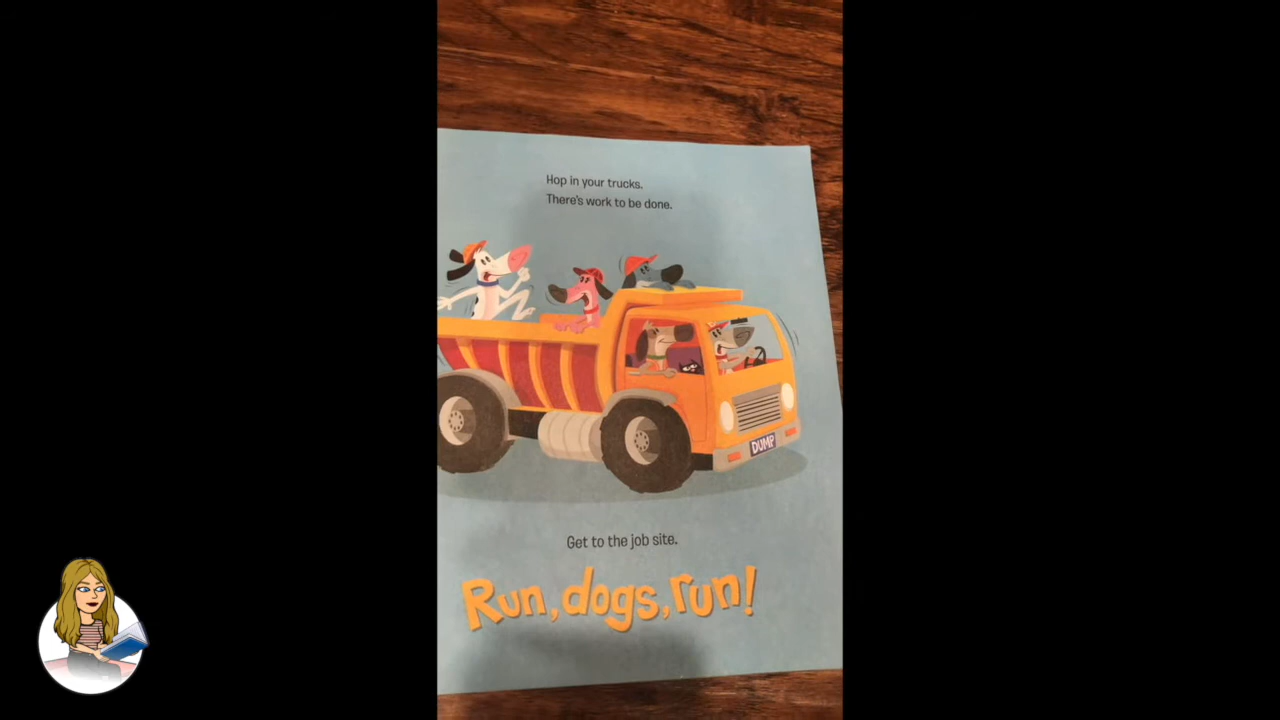 Hop in your trucks.
There's work to be done.
DUMP
Get to the job site.
Run, dogs, run!